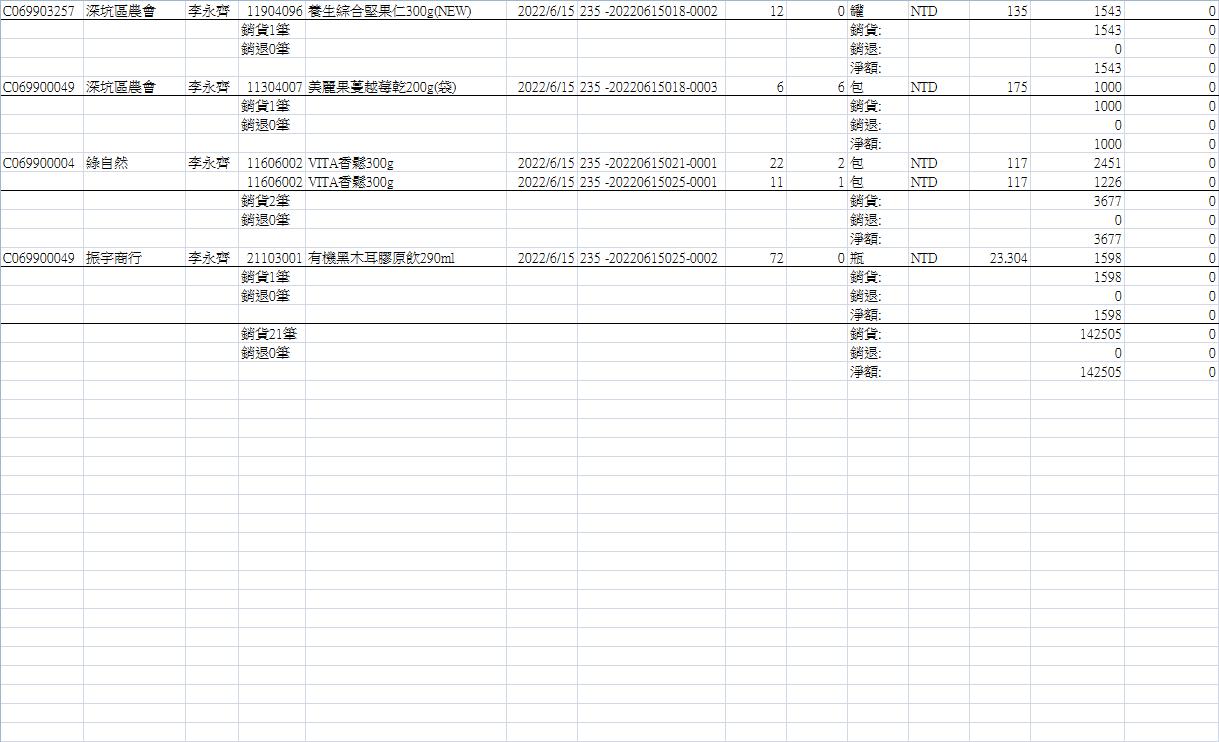 C069903257 深坑區農會 李永齊 11904096 養生綜合堅果仁300g(NEW) 2022/6/15 235 -20220615018-0002 12 0 罐 NTD 135 1543 0
銷貨1筆 銷貨: 1543 0
銷退0筆 銷退: 0 0
淨額: 1543 0
C069900049 深坑區農會 李永齊 11304007 美麗果蔓越莓乾200g(袋) 2022/6/15 235 -20220615018-0003 6 6 包 NTD 175 1000 0
銷貨1筆 銷貨: 1000 0
銷退0筆 銷退: 0 0
淨額: 1000 0
C069900004 綠自然 李永齊 11606002 VITA香鬆300g 2022/6/15 235 -20220615021-0001 22 2 包 NTD 117 2451 0
11606002 VITA香鬆300g 2022/6/15 235 -20220615025-0001 11 1 包 NTD 117 1226 0
銷貨2筆 銷貨: 3677 0
銷退0筆 銷退: 0 0
淨額: 3677 0
C069900049 振宇商行 李永齊 21103001 有機黑木耳膠原飲290ml 2022/6/15 235 -20220615025-0002 72 0 瓶 NTD 23.304 1598 0
銷貨1筆 銷貨: 1598 0
銷退0筆 銷退: 0 0
淨額: 1598 0
銷貨21筆 銷貨: 142505 0
銷退0筆 銷退: 0 0
淨額: 142505 0